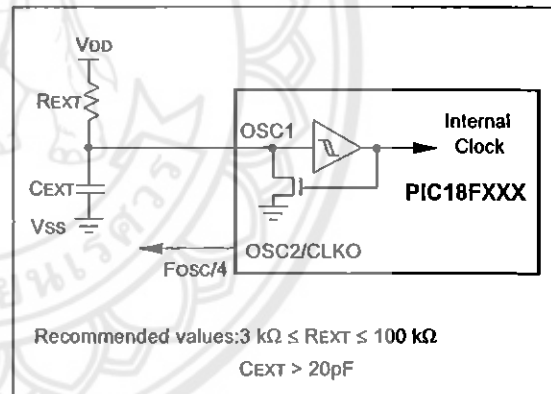 VDD
REXT
OSC1
Internal
Clock
CEXT
PIC18FXXX
VSS
OSC2/CLKO
FOSC/4
Recommended values:3 kΩ ≤ REXT ≤ 100 kΩ
CEXT > 20pF